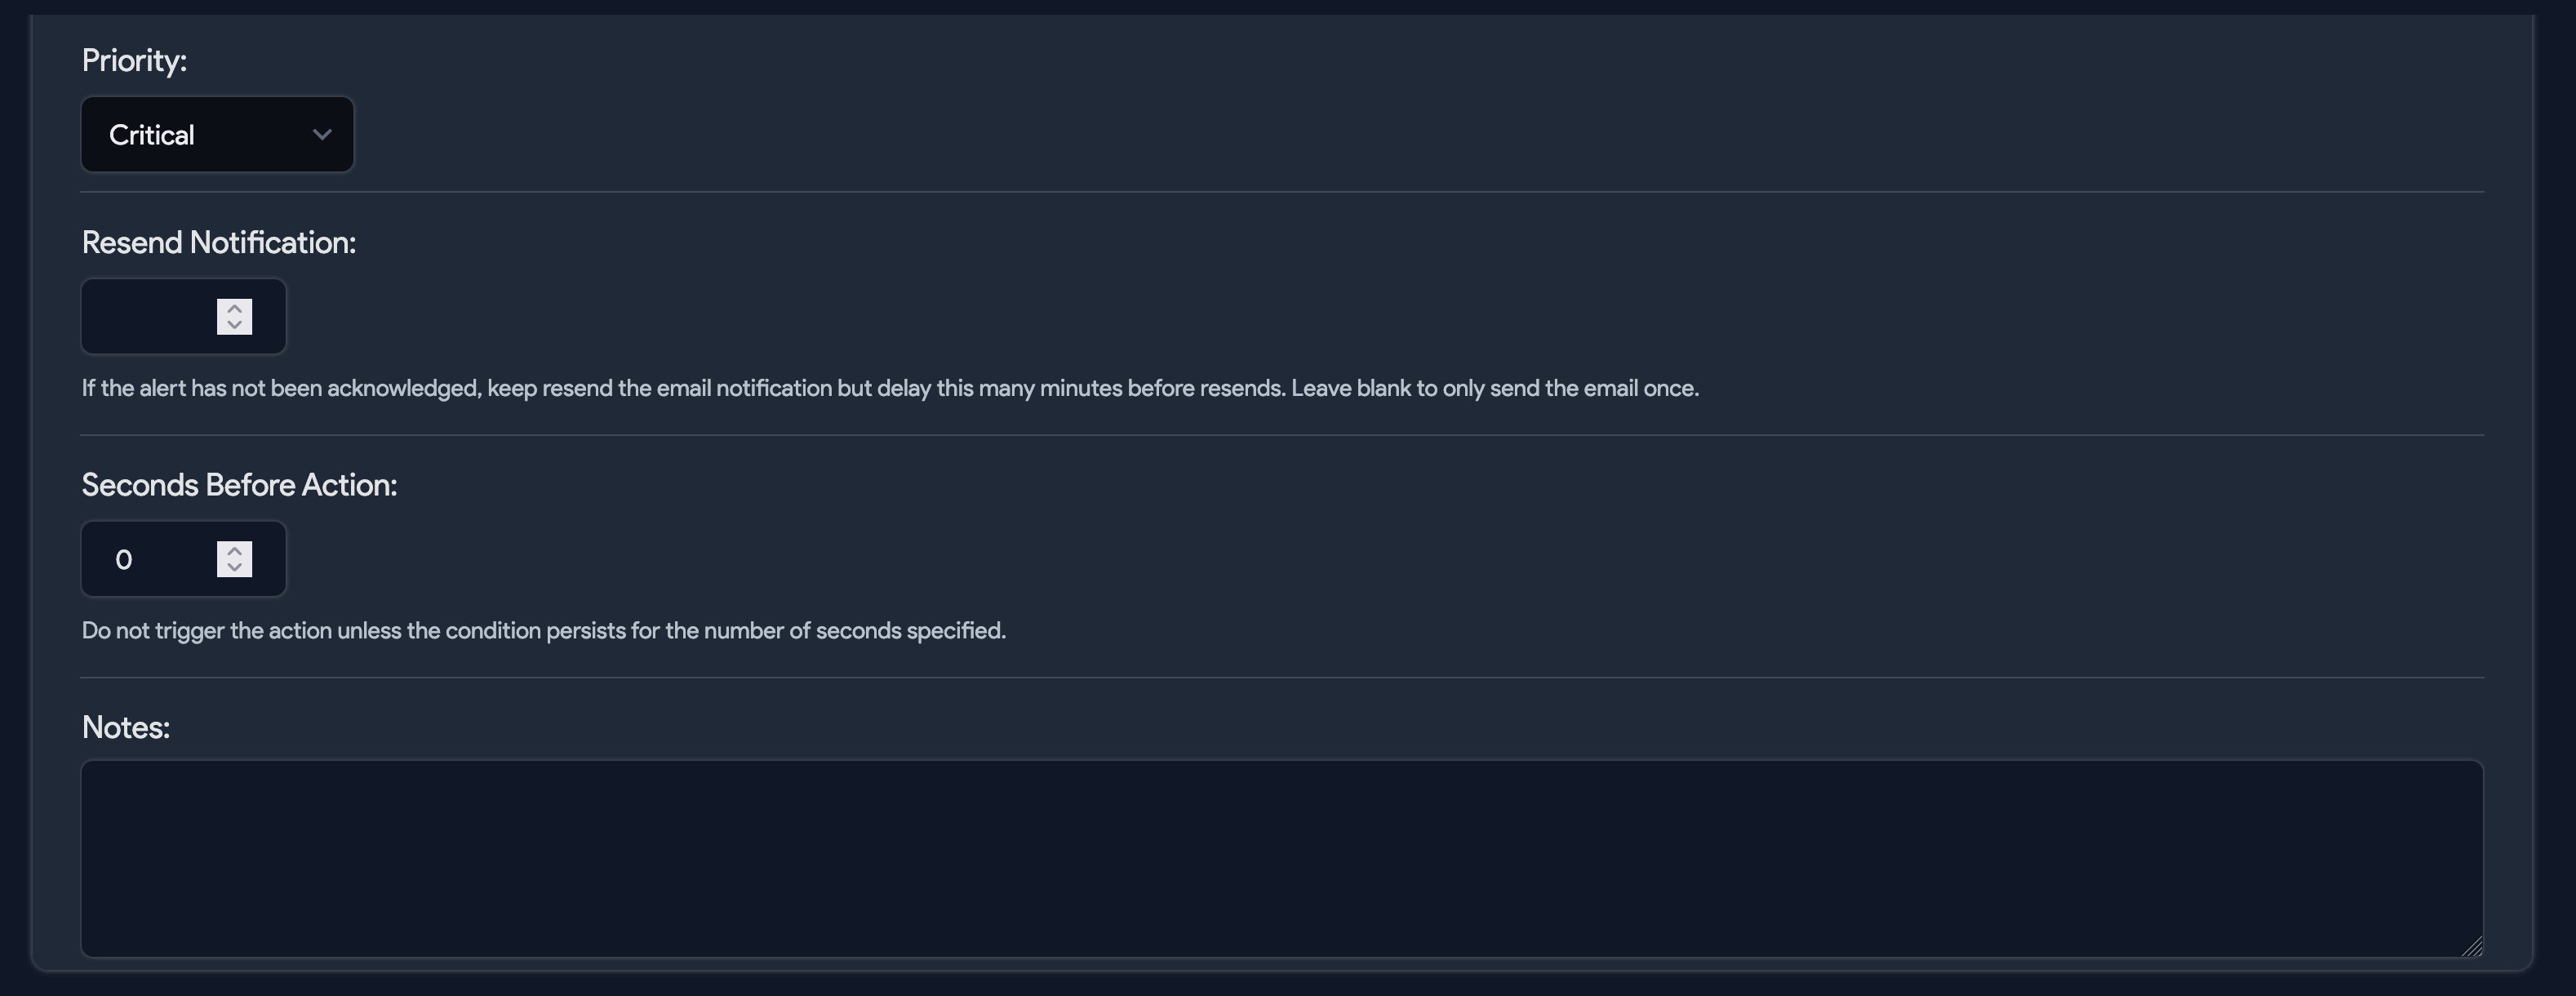 Priority:
Critical
Resend Notification:
If the alert has not been acknowledged, keep resend the email notification but delay this many minutes before resends. Leave blank to only send the email once.
Seconds Before Action:
0
Do not trigger the action unless the condition persists for the number of seconds specified.
Notes: